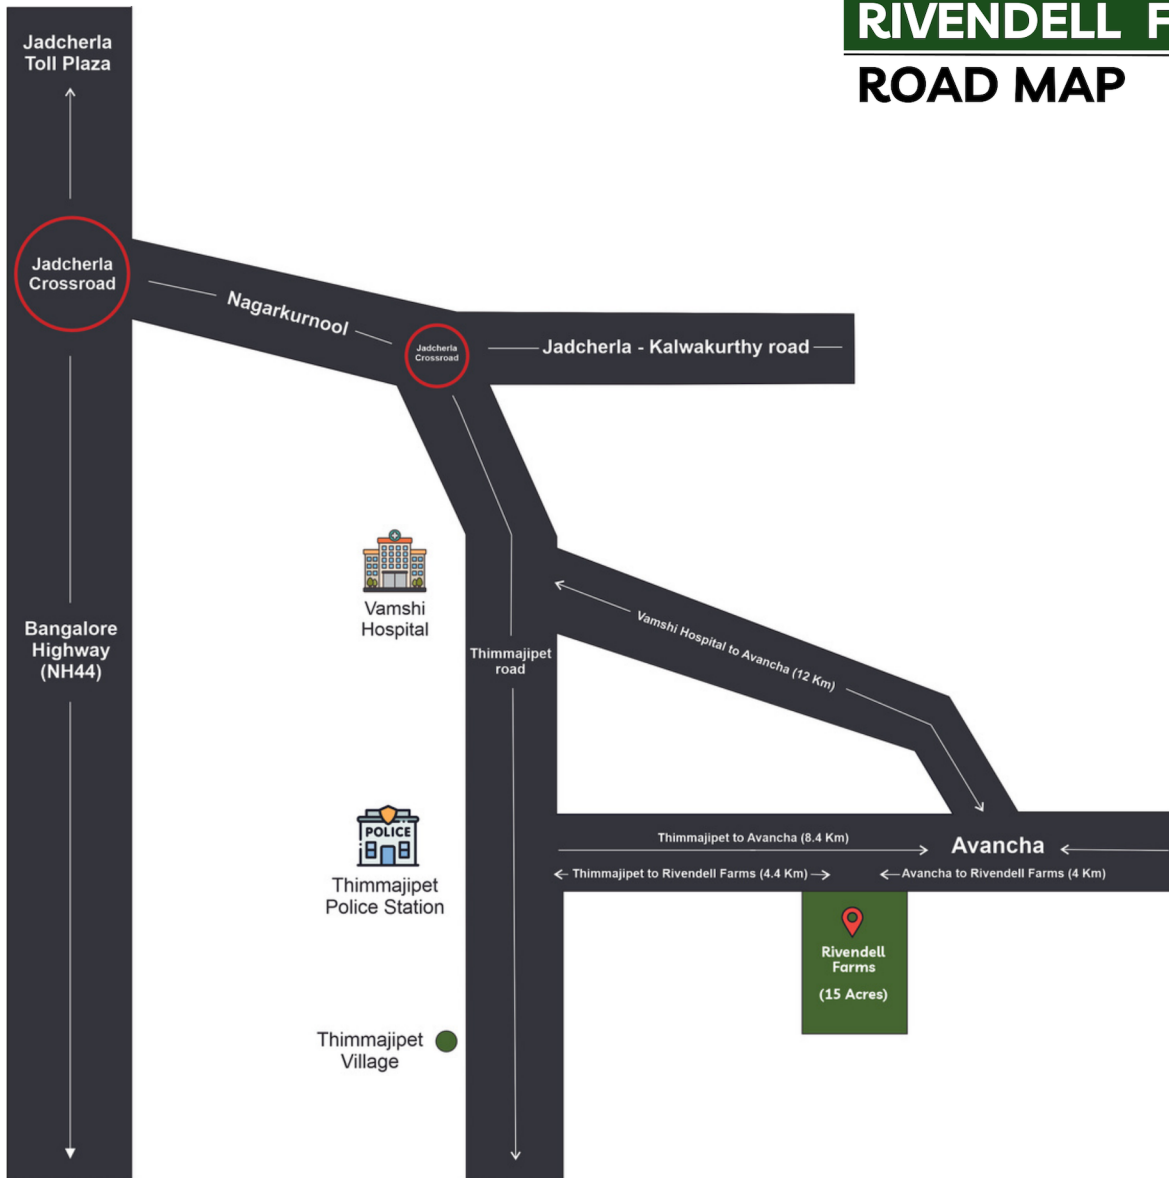 RIVENDELL F
ROAD MAP
Jadcherla
Toll Plaza
Jadcherla
Crossroad
Nagarkurnool
Jadcherla
Crossroad
Jadcherla - Kalwakurthy road
Vamshi
Hospital
Bangalore
Highway
(NH44)
Thimmajipet
road
Vamshi Hospital to Avancha (12 Km)
POLICE
Thimmajipet
Police Station
Thimmajipet to Avancha (8.4 Km)
Avancha
Thimmajipet to Rivendell Farms (4.4 Km)
Avancha to Rivendell Farms (4 Km)
Rivendell
Farms
(15 Acres)
Thimmajipet
Village